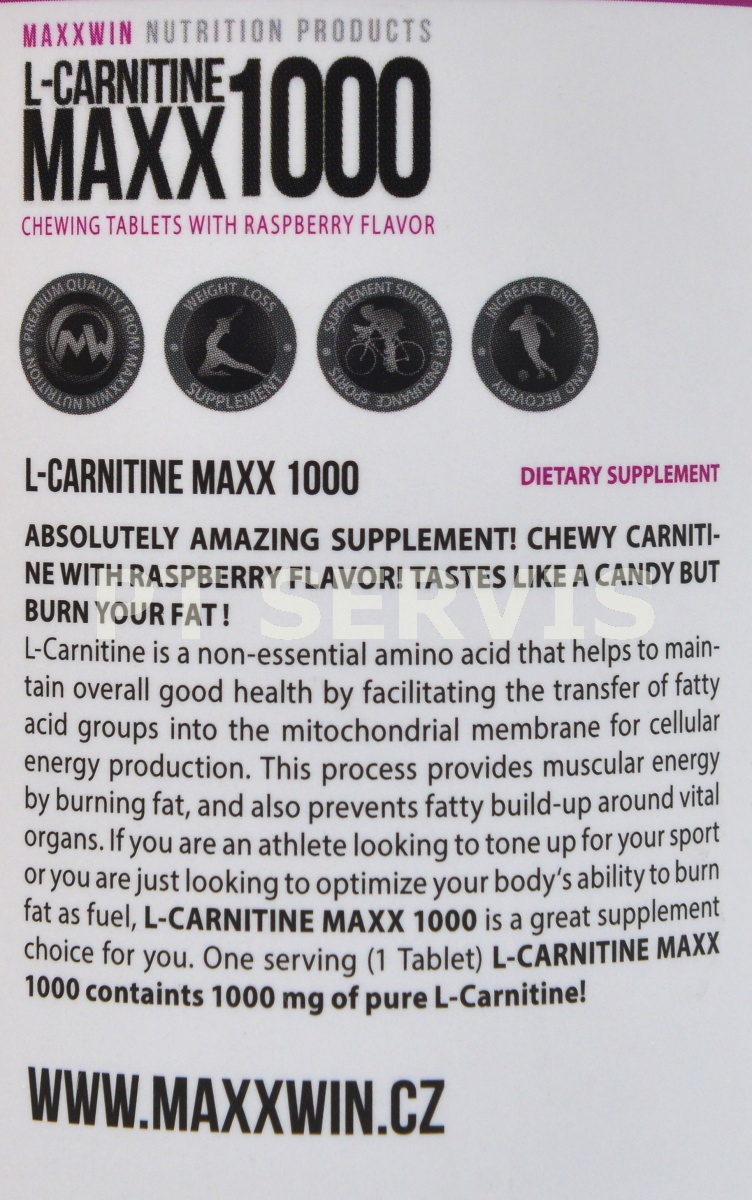 MAXXWIN NUTRITION PRODUCTS
L-CARNITINE
MAXX 1000
CHEWING TABLETS WITH RASPBERRY FLAVOR
PREMIUM QUALITY FROM MAXXWIN NUTRITION
MW
WEIGHT LOSS SUPPLEMENT
SUPPLEMENT SUITABLE FOR ENDURANCE SPORTS
INCREASE ENDURANCE AND RECOVERY
L-CARNITINE MAXX 1000 DIETARY SUPPLEMENT
ABSOLUTELY AMAZING SUPPLEMENT! CHEWY CARNITI-
NE WITH RASPBERRY FLAVOR! TASTES LIKE A CANDY BUT
BURN YOUR FAT !
PT SERVIS
L-Carnitine is a non-essential amino acid that helps to main-
tain overall good health by facilitating the transfer of fatty
acid groups into the mitochondrial membrane for cellular
energy production. This process provides muscular energy
by burning fat, and also prevents fatty build-up around vital
organs. If you are an athlete looking to tone up for your sport
or you are just looking to optimize your body's ability to burn
fat as fuel, L-CARNITINE MAXX 1000 is a great supplement
choice for you. One serving (1 Tablet) L-CARNITINE MAXX
1000 containts 1000 mg of pure L-Carnitine!
WWW.MAXXWIN.CZ